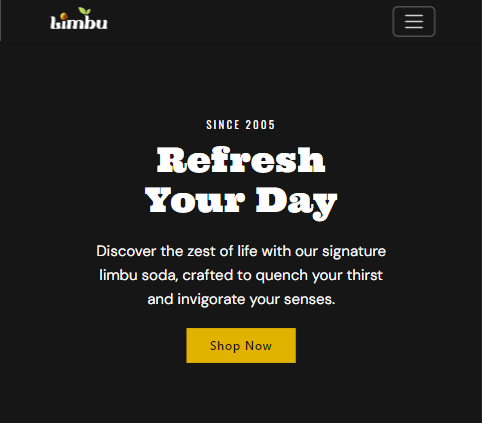 Limbu
SINCE 2005
Refresh
Your Day
Discover the zest of life with our signature
limbu soda, crafted to quench your thirst
and invigorate your senses.
Shop Now